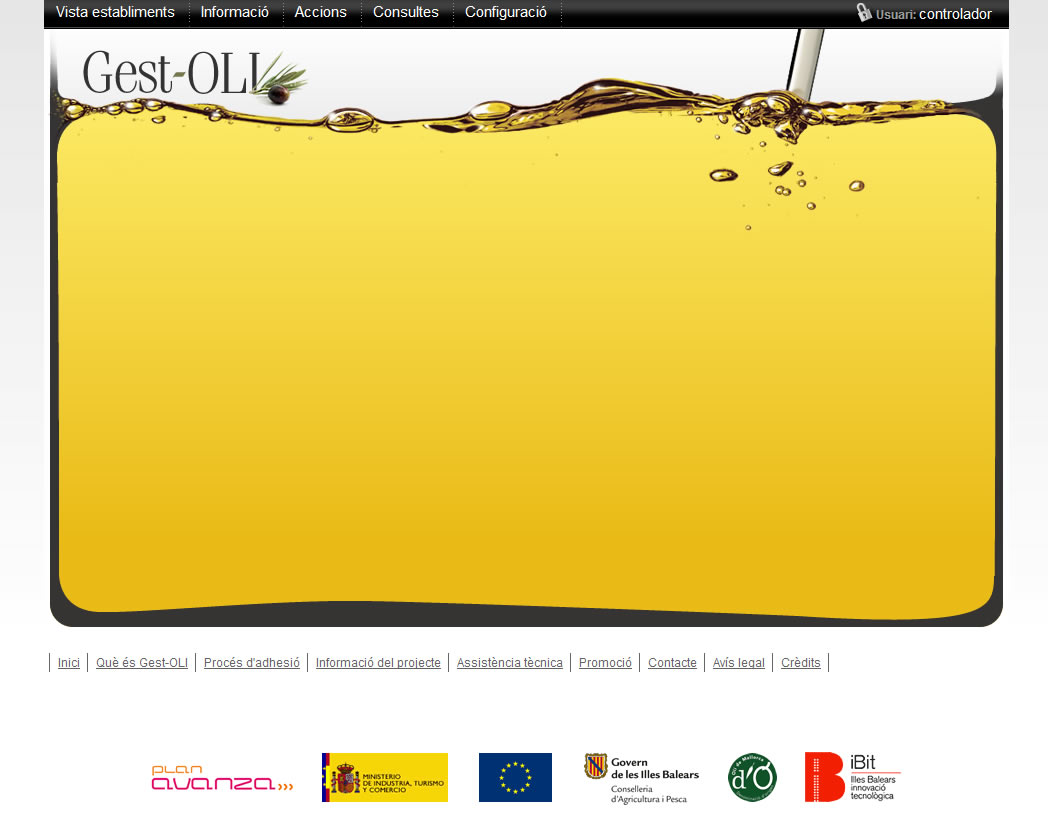 Vista establiments Informació Accions Consultes Configuració Usuari: controlador
Gest-OLI
Inici Què és Gest-OLI Procés d'adhesió Informació del projecte Assistència tècnica Promoció Contacte Avís legal Crèdits
PLAN
avanza
MINISTERIO
DE INDUSTRIA, TURISMO
Y COMERCIO
Govern
de les Illes Balears
Conselleria
d'Agricultura i Pesca
Oli de Mallorca
d'O
iBit
Illes Balears
innovació
tecnològica